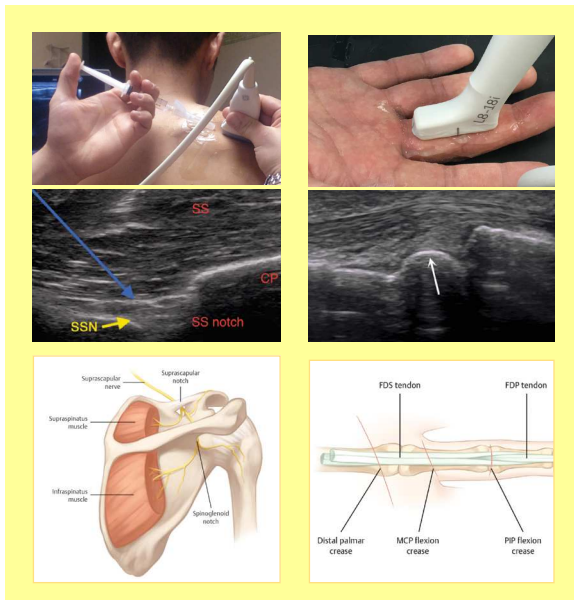 L8-18i
SS
CP
SSN
SS notch
Suprascapular
nerve
Suprascapular
notch
Supraspinatus
muscle
Infraspinatus
muscle
Spinoglenoid
notch
FDS tendon
FDP tendon
Distal palmar
crease
MCP flexion
crease
PIP flexion
crease